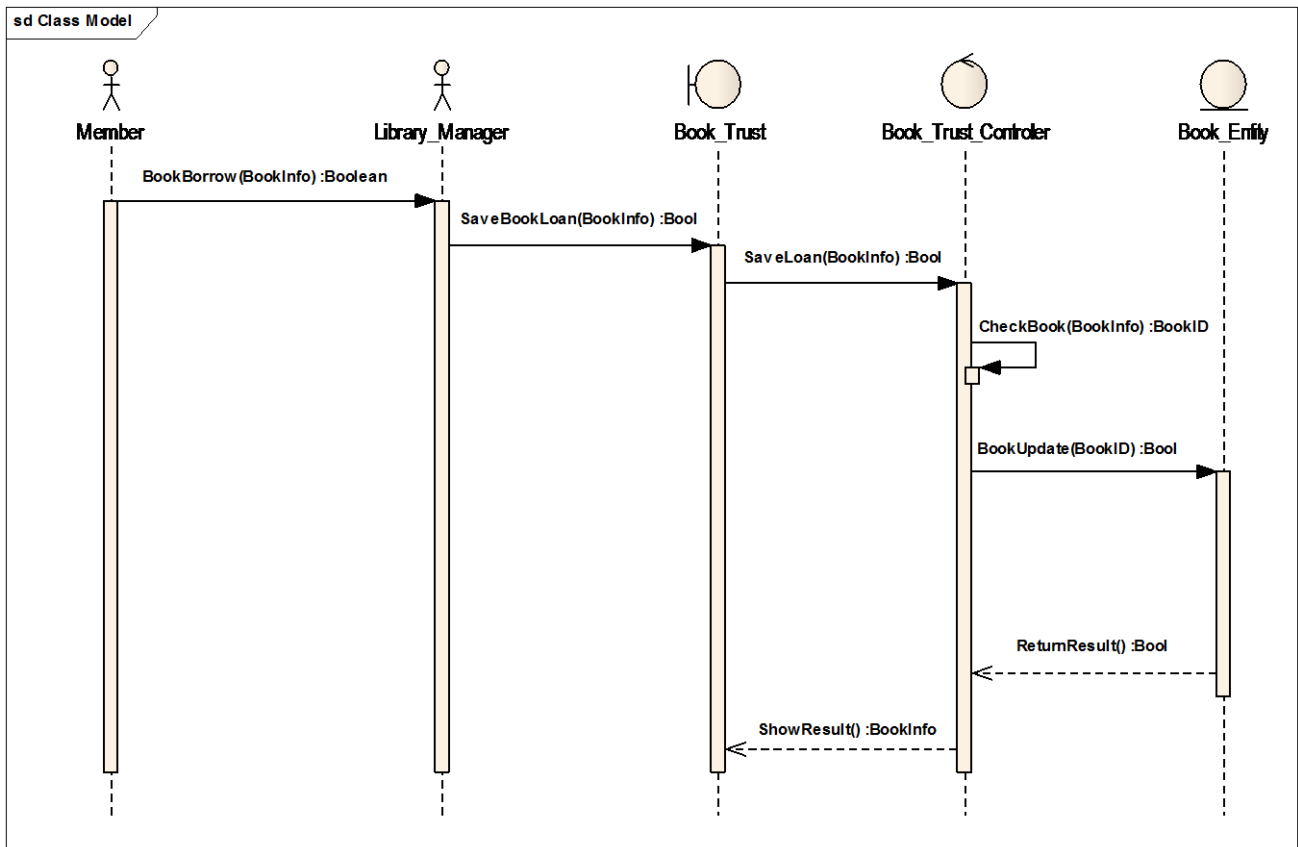 sd Class Model
Member
Library_Manager
Book_Trust
Book_Trust_Controler
Book_Entity
BookBorrow(BookInfo) :Boolean
SaveBookLoan(BookInfo) :Bool
SaveLoan(BookInfo) :Bool
CheckBook(BookInfo) :BookID
BookUpdate(BookID) :Bool
ReturnResult() :Bool
ShowResult() :BookInfo